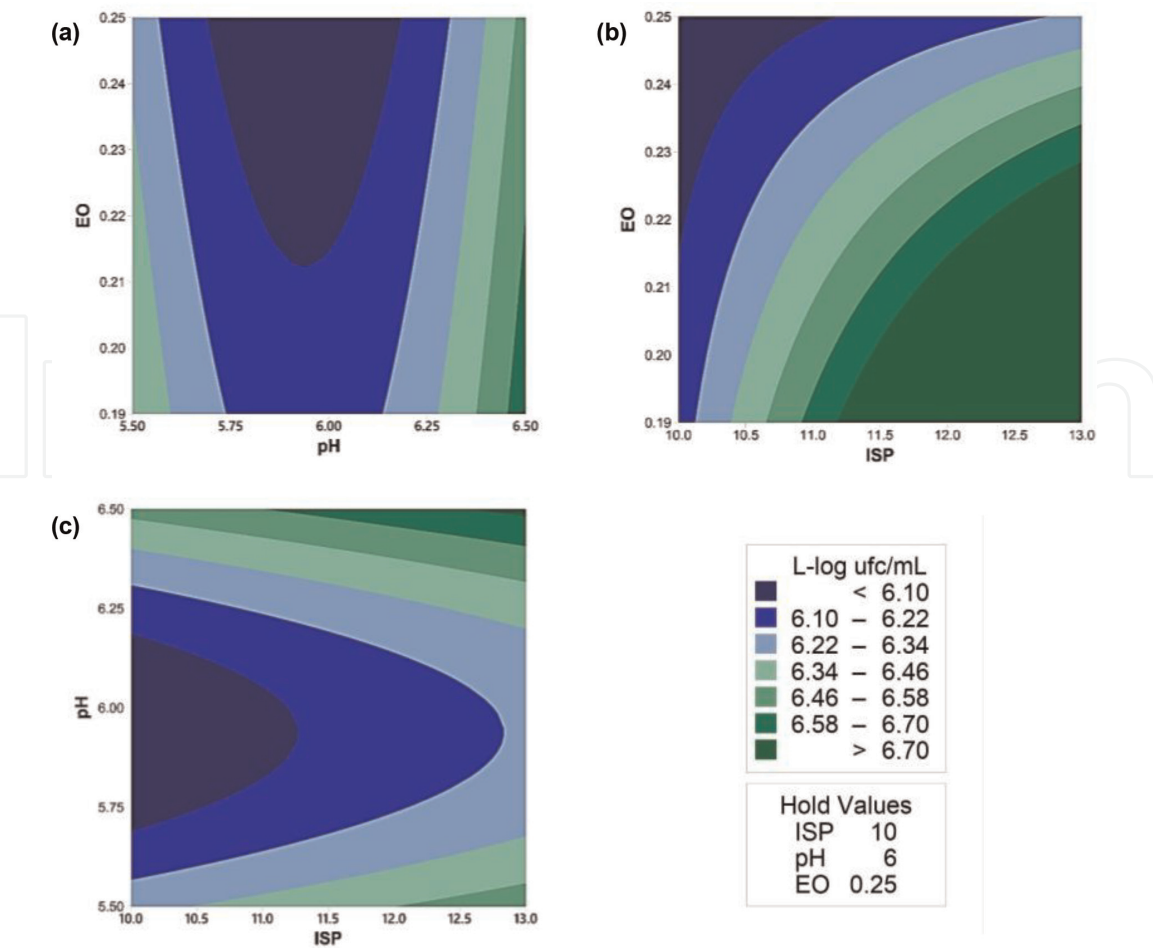 (a)
0.25
0.24
0.23
0.22
0.21
0.20
0.19
EO
5.50 5.75 6.00 6.25 6.50
pH
(b)
0.25
0.24
0.23
0.22
0.21
0.20
0.19
EO
10.0 10.5 11.0 11.5 12.0 12.5 13.0
ISP
(c)
6.50
6.25
6.00
5.75
5.50
pH
10.0 10.5 11.0 11.5 12.0 12.5 13.0
ISP
L-log ufc/mL
< 6.10
6.10 – 6.22
6.22 – 6.34
6.34 – 6.46
6.46 – 6.58
6.58 – 6.70
> 6.70
Hold Values
ISP 10
pH 6
EO 0.25